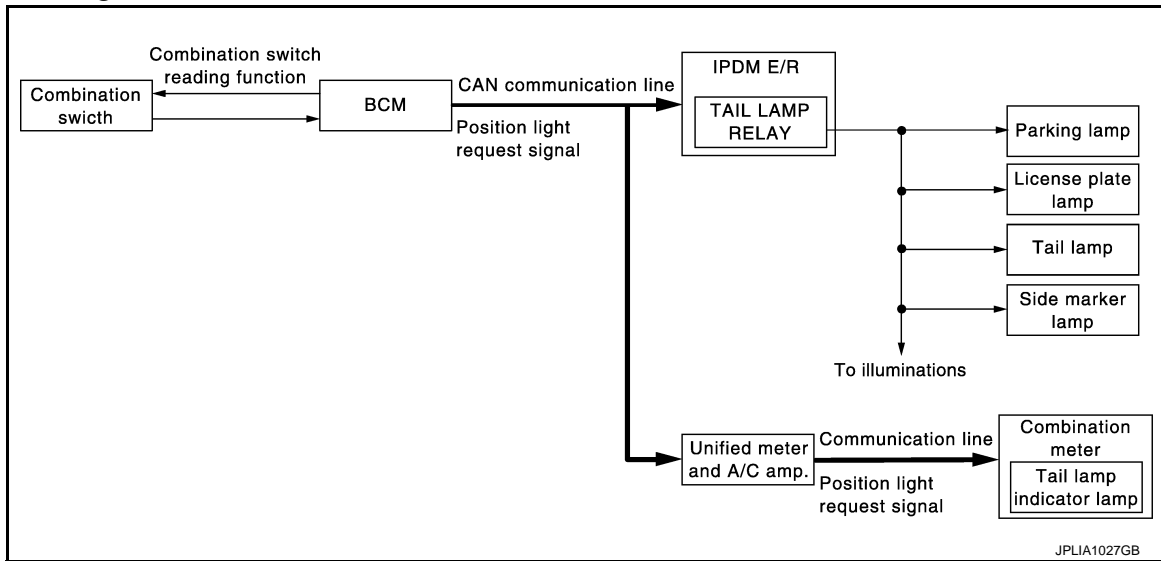 Combination switch
reading function
Combination
swicth
BCM
CAN communication line
Position light
request signal
IPDM E/R
TAIL LAMP
RELAY
Parking lamp
License plate
lamp
Tail lamp
Side marker
lamp
To illuminations
Unified meter
and A/C amp.
Communication line
Position light
request signal
Combination
meter
Tail lamp
indicator lamp
JPLIA1027GB